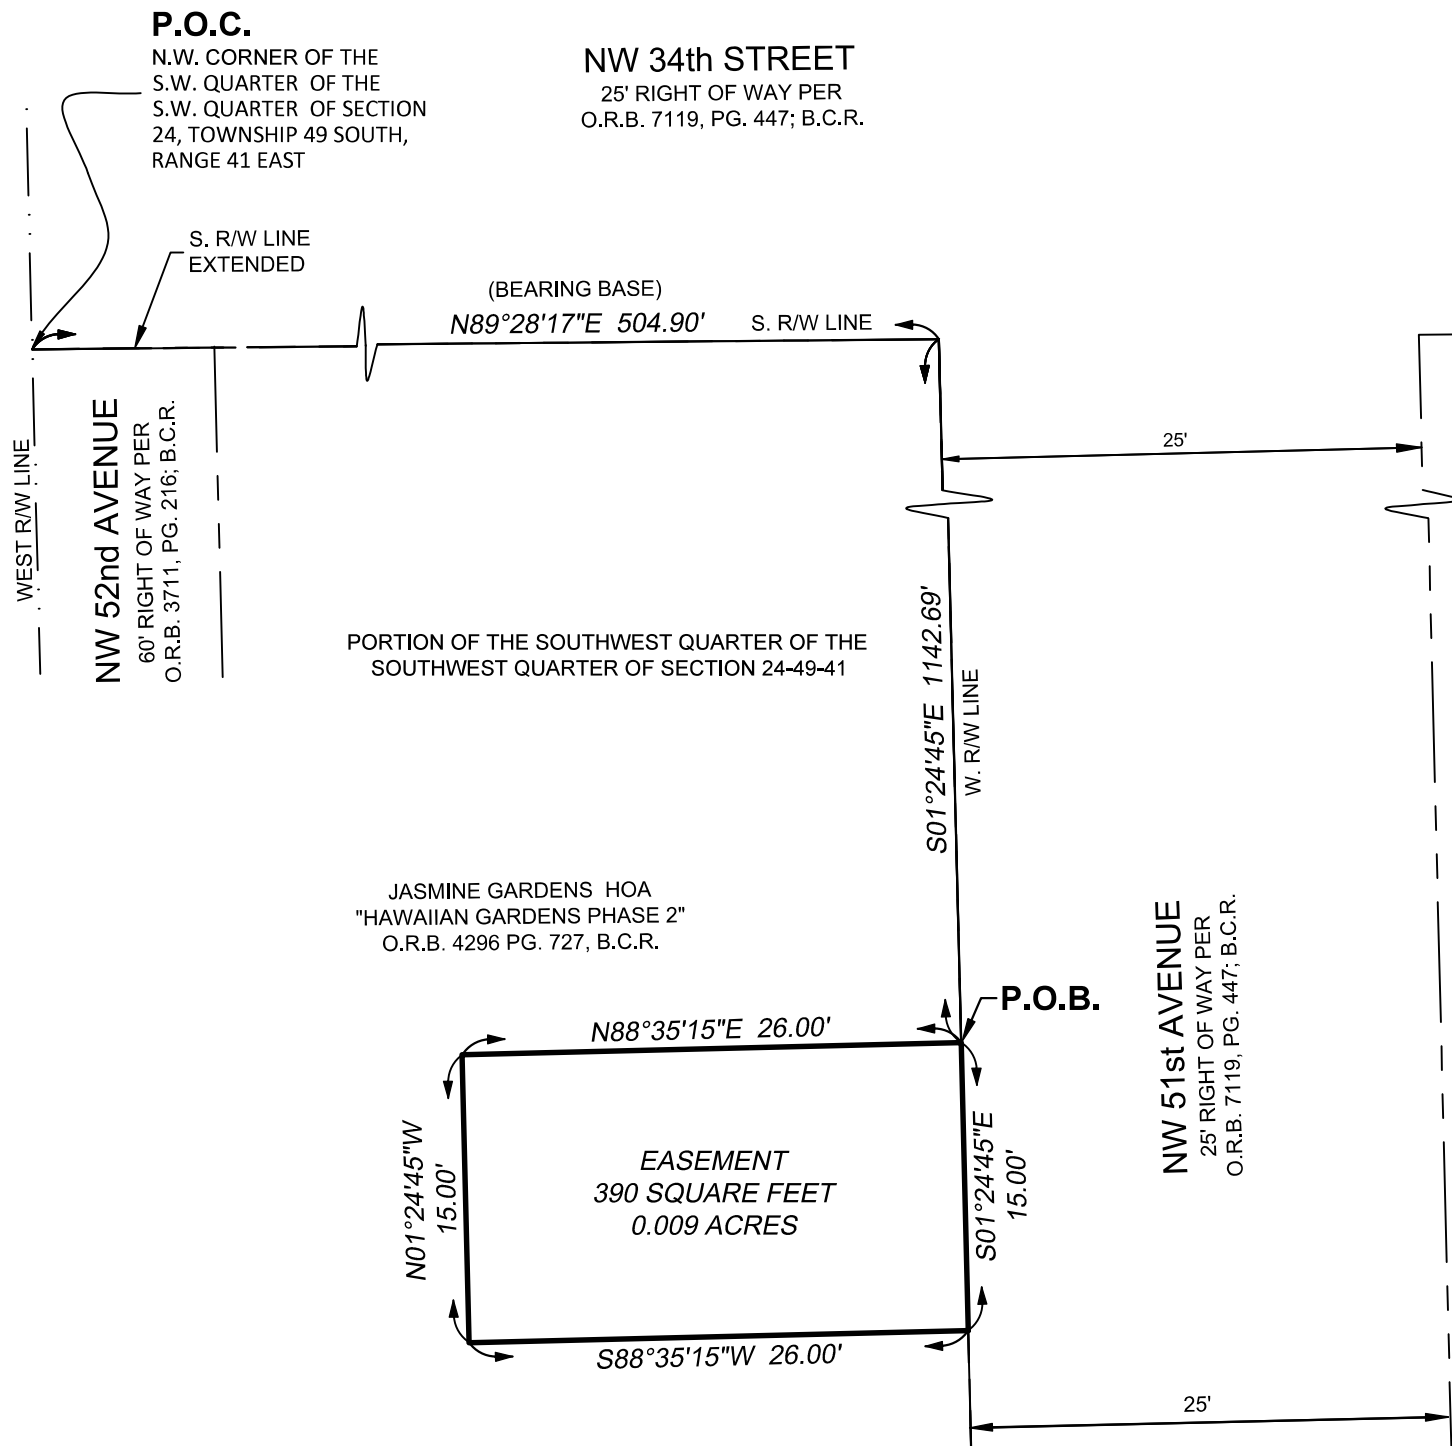 P.O.C.
N.W. CORNER OF THE
S.W. QUARTER OF THE
S.W. QUARTER OF SECTION
24, TOWNSHIP 49 SOUTH,
RANGE 41 EAST
NW 34th STREET
25' RIGHT OF WAY PER
O.R.B. 7119, PG. 447; B.C.R.
S. R/W LINE
EXTENDED
(BEARING BASE)
N89°28'17"E 504.90'
S. R/W LINE
WEST R/W LINE
NW 52nd AVENUE
60' RIGHT OF WAY PER
O.R.B. 3711, PG. 216; B.C.R.
25'
PORTION OF THE SOUTHWEST QUARTER OF THE
SOUTHWEST QUARTER OF SECTION 24-49-41
S01°24'45"E 1142.69'
W. R/W LINE
JASMINE GARDENS HOA
"HAWAIIAN GARDENS PHASE 2"
O.R.B. 4296 PG. 727, B.C.R.
P.O.B.
NW 51st AVENUE
25' RIGHT OF WAY PER
O.R.B. 7119, PG. 447; B.C.R.
N88°35'15"E 26.00'
N01°24'45"W
15.00'
EASEMENT
390 SQUARE FEET
0.009 ACRES
S01°24'45"E
15.00'
S88°35'15"W 26.00'
25'